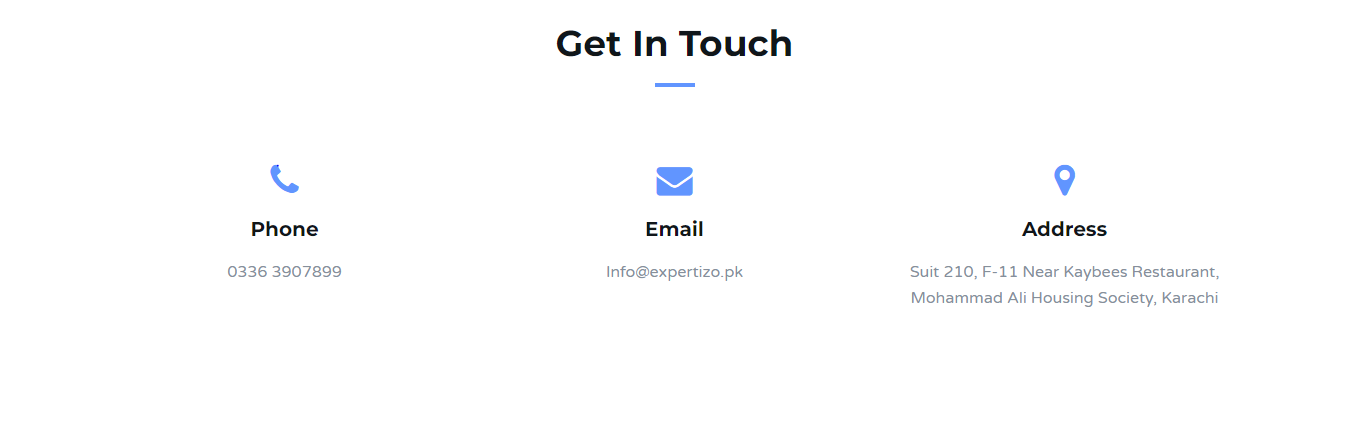 Get In Touch
Phone
0336 3907899
Email
Info@expertizo.pk
Address
Suit 210, F-11 Near Kaybees Restaurant,
Mohammad Ali Housing Society, Karachi